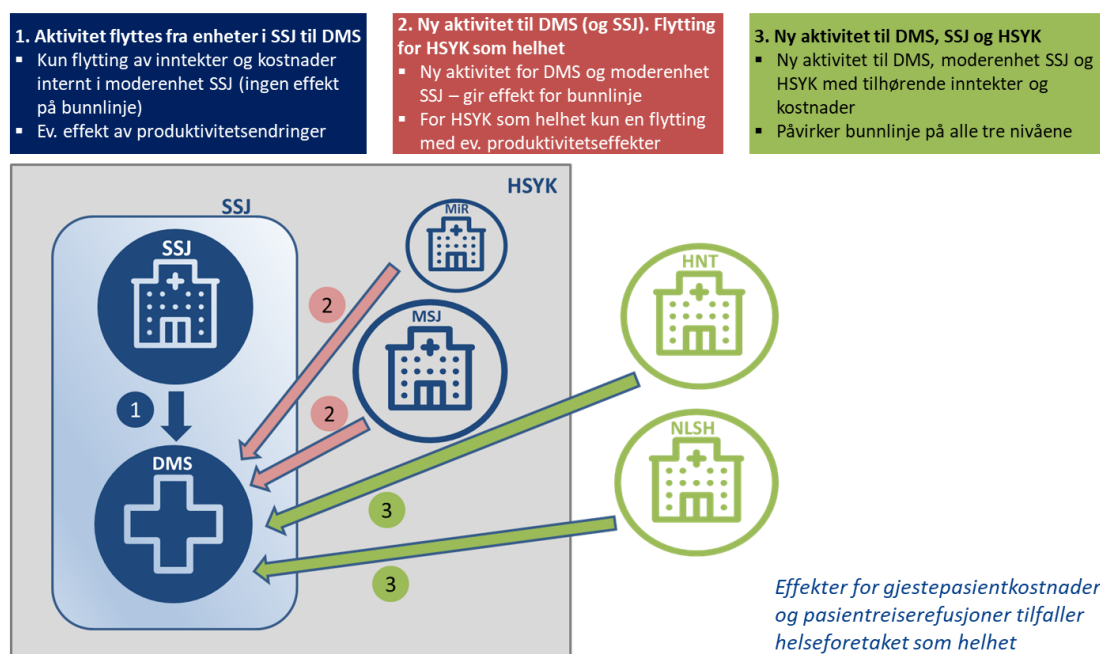 1. Aktivitet flyttes fra enheter i SSJ til DMS
▪ Kun flytting av inntekter og kostnader
internt i moderenhet SSJ (ingen effekt
på bunnlinje)
▪ Ev. effekt av produktivitetsendringer
2. Ny aktivitet til DMS (og SSJ). Flytting
for HSYK som helhet
▪ Ny aktivitet for DMS og moderenhet
SSJ – gir effekt for bunnlinje
▪ For HSYK som helhet kun en flytting
med ev. produktivitetseffekter
3. Ny aktivitet til DMS, SSJ og HSYK
▪ Ny aktivitet til DMS, moderenhet SSJ og
HSYK med tilhørende inntekter og
kostnader
▪ Påvirker bunnlinje på alle tre nivåene
HSYK
SSJ
MiR
SSJ
HNT
2
MSJ
1
2
NLSH
DMS
3
3
Effekter for gjestepasientkostnader
og pasientreiserefusjoner tilfaller
helseforetaket som helhet